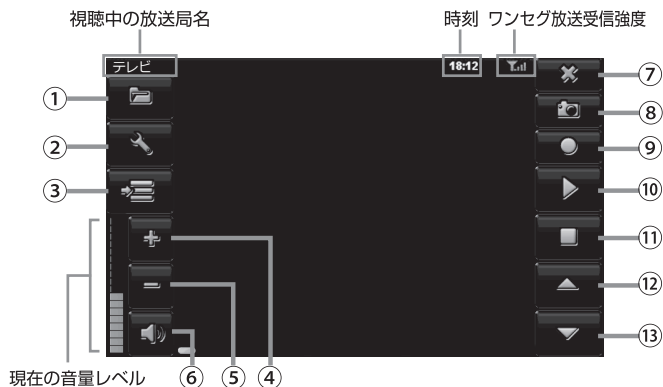 視聴中の放送局名
時刻 ワンセグ放送受信強度
テレビ
18:12
①
②
③
⑦
⑧
⑨
⑩
⑪
⑫
⑬
現在の音量レベル
⑥ ⑤ ④